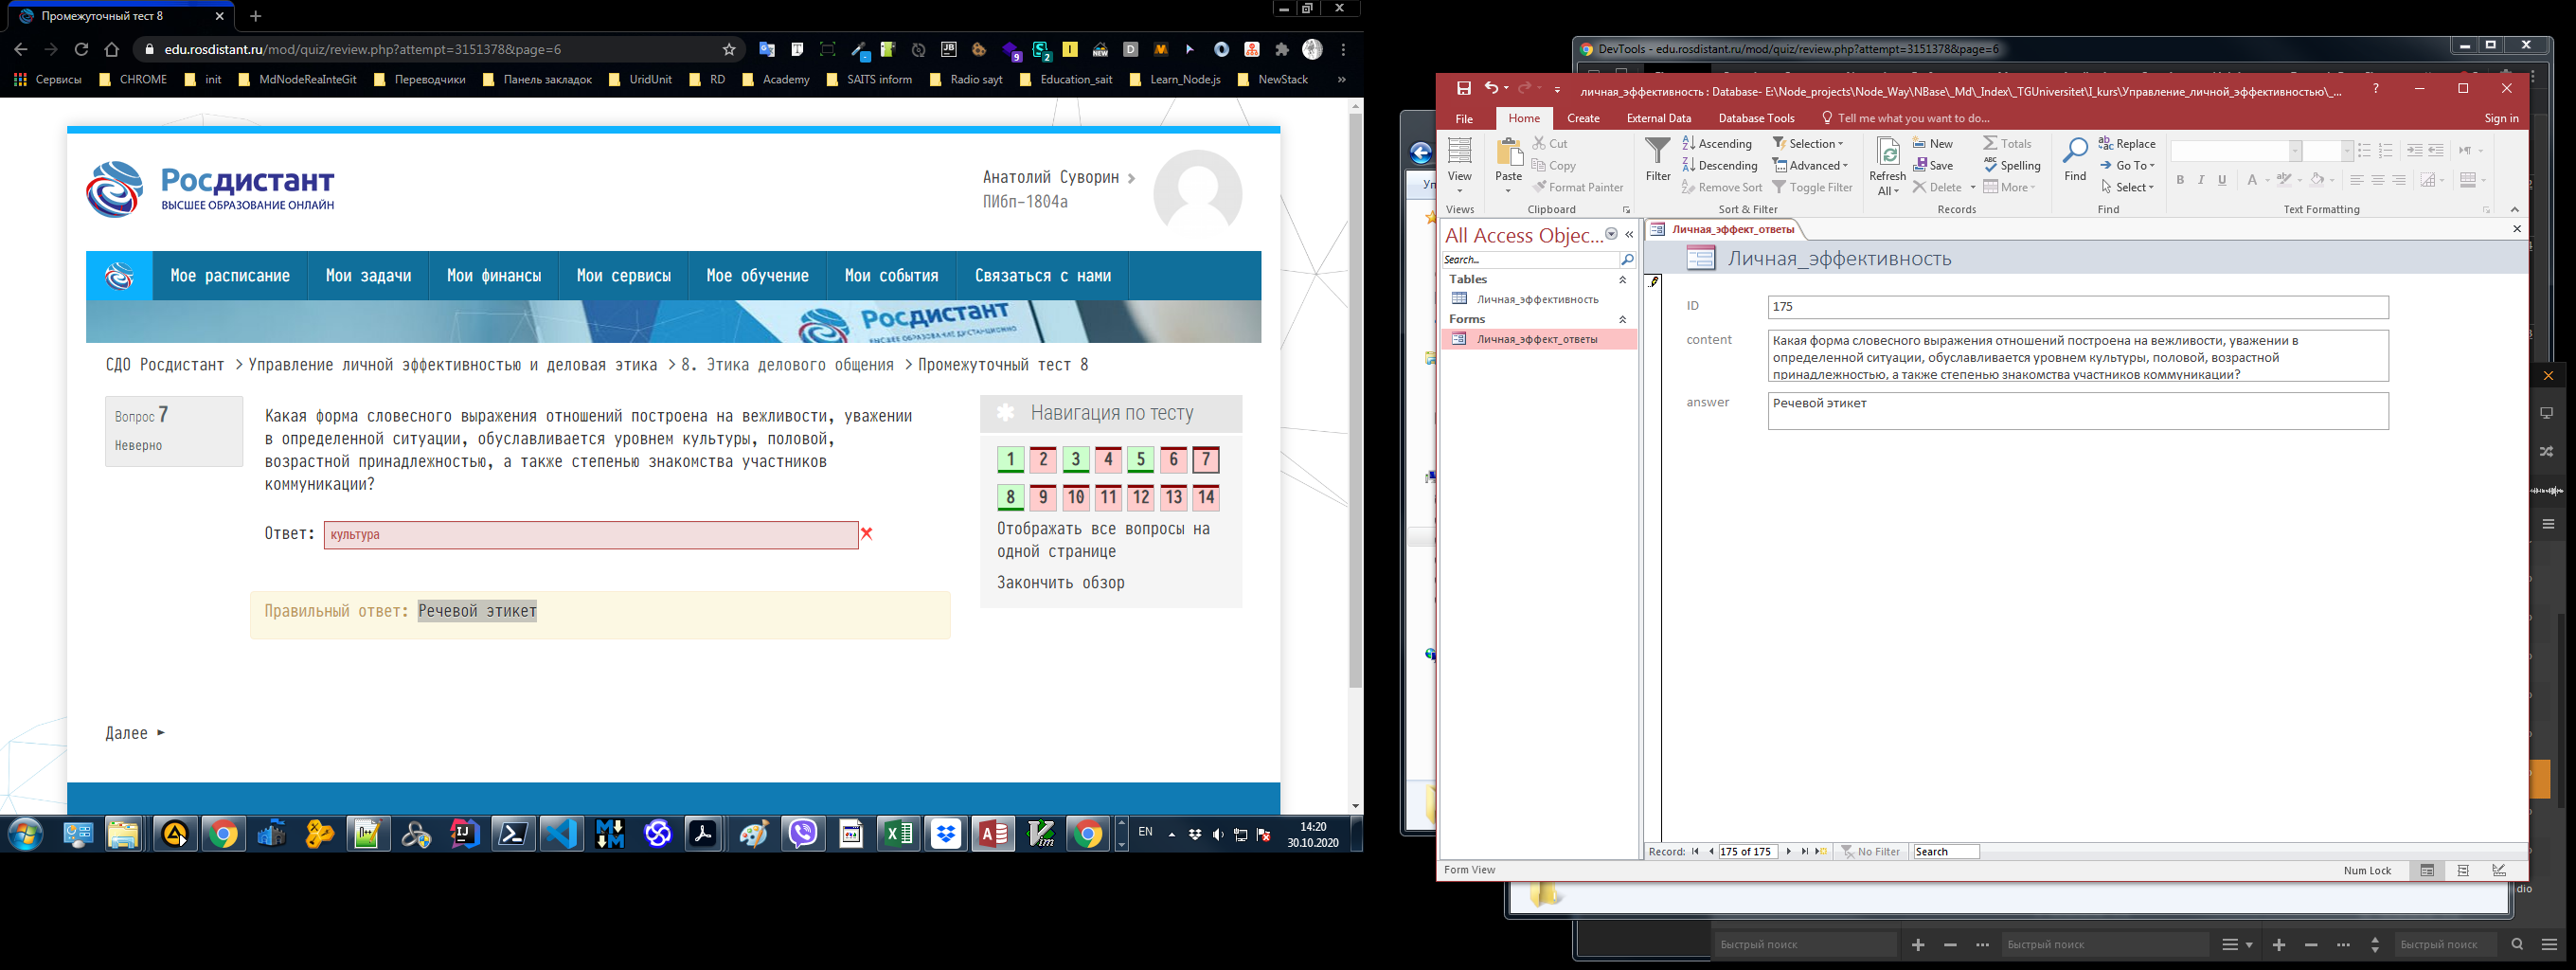 Промежуточный тест 8
edu.rosdistant.ru/mod/quiz/review.php?attempt=3151378&page=6
Сервисы CHROME init MdNodeReaInteGit Переводчики Панель закладок UridUnit RD Academy SAITS inform Radio sayt Education_sait Learn_Node.js NewStack »
Росдистант
ВЫСШЕЕ ОБРАЗОВАНИЕ ОНЛАЙН
Анатолий Суворин
ПИбп-1804а
Мое расписание Мои задачи Мои финансы Мои сервисы Мое обучение Мои события Связаться с нами
Росдистант
СДО Росдистант > Управление личной эффективностью и деловая этика > 8. Этика делового общения > Промежуточный тест 8
Вопрос 7
Неверно
Какая форма словесного выражения отношений построена на вежливости, уважении
в определенной ситуации, обуславливается уровнем культуры, половой,
возрастной принадлежностью, а также степенью знакомства участников
коммуникации?
Ответ: культура
Правильный ответ: Речевой этикет
Навигация по тесту
1 2 3 4 5 6 7
8 9 10 11 12 13 14
Отображать все вопросы на
одной странице
Закончить обзор
Далее ►
EN
14:20
30.10.2020
DevTools - edu.rosdistant.ru/mod/quiz/review.php?attempt=3151378&page=6
личная_эффективность : Database- E:\Node_projects\Node_Way\NBase\_Md\_Index\_TGUniversitet\I_kurs\Управление_личной_эффективностью\_...
File Home Create External Data Database Tools Tell me what you want to do... Sign in
View
Paste
Cut
Copy
Format Painter
Filter
Ascending
Descending
Remove Sort
Selection
Advanced
Toggle Filter
Refresh
All
New
Save
Delete
Totals
Spelling
More
Find
Replace
Go To
Select
Views Clipboard Sort & Filter Records Find Text Formatting
All Access Objec...
Search...
Tables
Личная_эффективность
Forms
Личная_эффект_ответы
Личная_эффект_ответы
Личная_эффективность
ID 175
content Какая форма словесного выражения отношений построена на вежливости, уважении в
определенной ситуации, обуславливается уровнем культуры, половой, возрастной
принадлежностью, а также степенью знакомства участников коммуникации?
answer Речевой этикет
Record: 175 of 175 No Filter Search
Form View Num Lock
dio
Быстрый поиск Быстрый поиск Быстрый поиск